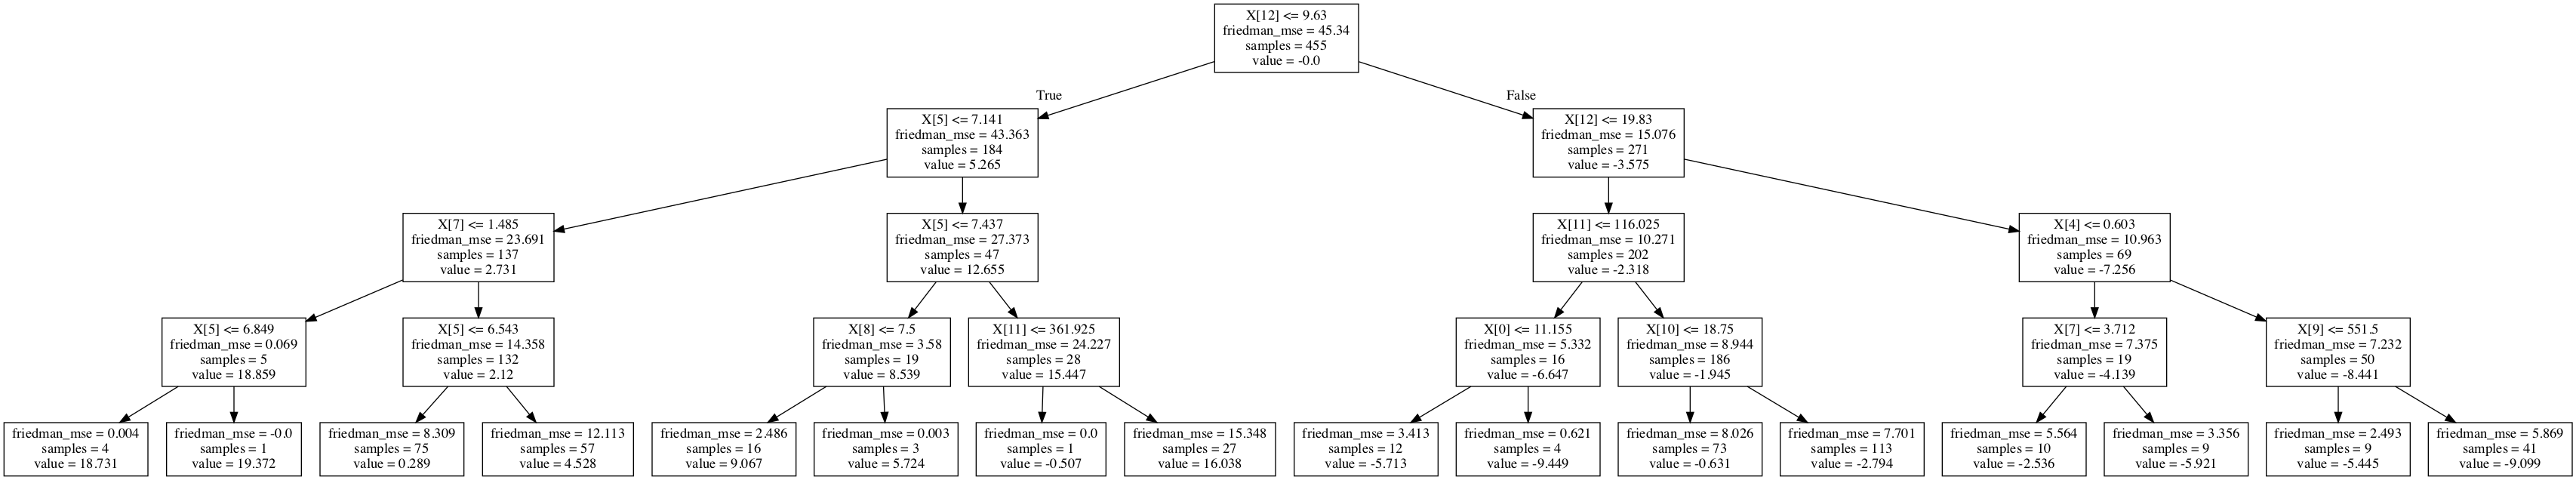 X[12] <= 9.63
friedman_mse = 45.34
samples = 455
value = -0.0
True
False
X[5] <= 7.141
friedman_mse = 43.363
samples = 184
value = 5.265
X[12] <= 19.83
friedman_mse = 15.076
samples = 271
value = -3.575
X[7] <= 1.485
friedman_mse = 23.691
samples = 137
value = 2.731
X[5] <= 7.437
friedman_mse = 27.373
samples = 47
value = 12.655
X[11] <= 116.025
friedman_mse = 10.271
samples = 202
value = -2.318
X[4] <= 0.603
friedman_mse = 10.963
samples = 69
value = -7.256
X[5] <= 6.849
friedman_mse = 0.069
samples = 5
value = 18.859
X[5] <= 6.543
friedman_mse = 14.358
samples = 132
value = 2.12
X[8] <= 7.5
friedman_mse = 3.58
samples = 19
value = 8.539
X[11] <= 361.925
friedman_mse = 24.227
samples = 28
value = 15.447
X[0] <= 11.155
friedman_mse = 5.332
samples = 16
value = -6.647
X[10] <= 18.75
friedman_mse = 8.944
samples = 186
value = -1.945
X[7] <= 3.712
friedman_mse = 7.375
samples = 19
value = -4.139
X[9] <= 551.5
friedman_mse = 7.232
samples = 50
value = -8.441
friedman_mse = 0.004
samples = 4
value = 18.731
friedman_mse = -0.0
samples = 1
value = 19.372
friedman_mse = 8.309
samples = 75
value = 0.289
friedman_mse = 12.113
samples = 57
value = 4.528
friedman_mse = 2.486
samples = 16
value = 9.067
friedman_mse = 0.003
samples = 3
value = 5.724
friedman_mse = 0.0
samples = 1
value = -0.507
friedman_mse = 15.348
samples = 27
value = 16.038
friedman_mse = 3.413
samples = 12
value = -5.713
friedman_mse = 0.621
samples = 4
value = -9.449
friedman_mse = 8.026
samples = 73
value = -0.631
friedman_mse = 7.701
samples = 113
value = -2.794
friedman_mse = 5.564
samples = 10
value = -2.536
friedman_mse = 3.356
samples = 9
value = -5.921
friedman_mse = 2.493
samples = 9
value = -5.445
friedman_mse = 5.869
samples = 41
value = -9.099